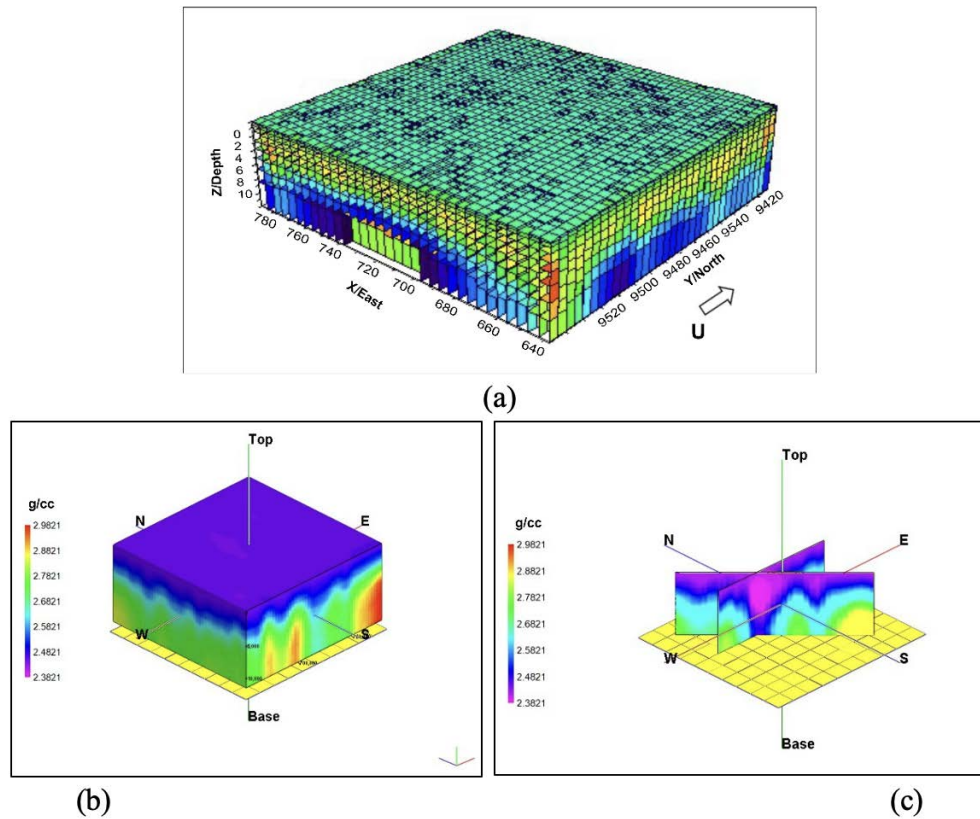 Z/Depth
0
2
4
6
8
10
780
760
740
720
700
680
660
640
X/East
9520
9500
9480
9460
9540
9420
Y/North
U
(a)
g/cc
2.9821
2.8821
2.7821
2.6821
2.5821
2.4821
2.3821
Top
N
E
W
S
Base
(b)
g/cc
2.9821
2.8821
2.7821
2.6821
2.5821
2.4821
2.3821
Top
N
E
W
S
Base
(c)